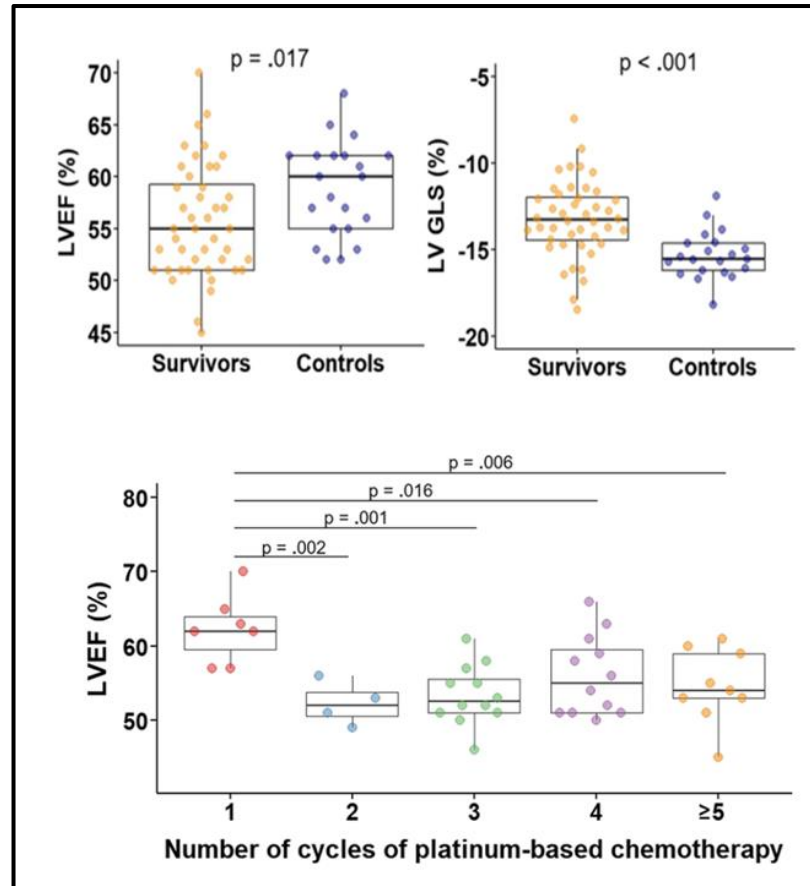 p = .017
70
65
60
55
50
45
LVEF (%)
Survivors Controls
p < .001
-5
-10
-15
-20
LV GLS (%)
Survivors Controls
p = .006
p = .016
p = .001
p = .002
80
70
60
50
LVEF (%)
1 2 3 4 ≥5
Number of cycles of platinum-based chemotherapy